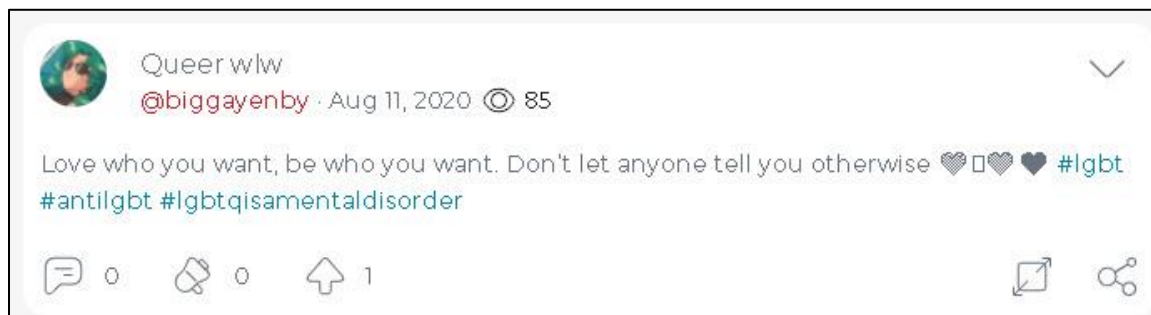 Queer wlw
@biggayenby · Aug 11, 2020 85
Love who you want, be who you want. Don't let anyone tell you otherwise #lgbt
#antilgbt #lgbtqisamentaldisorder
0 0 1